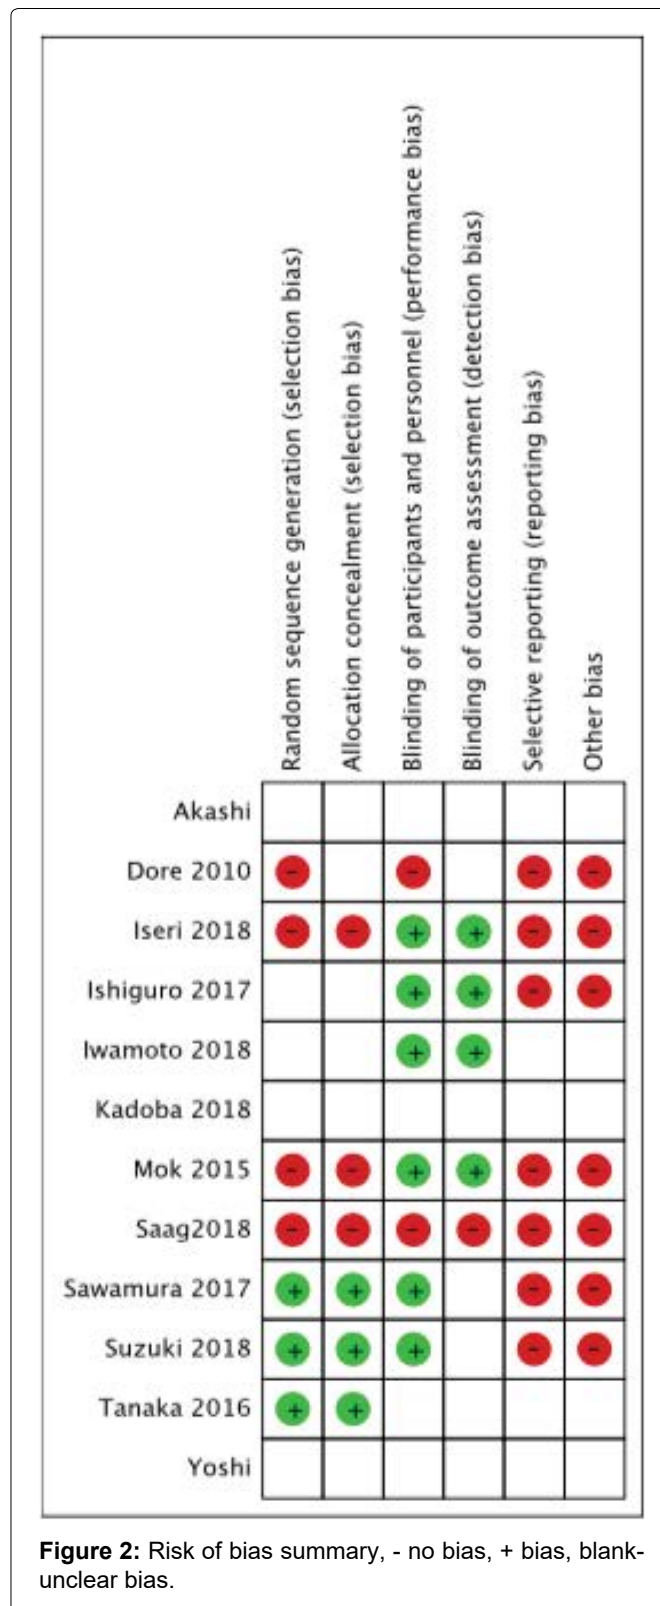 Random sequence generation (selection bias)
Allocation concealment (selection bias)
Blinding of participants and personnel (performance bias)
Blinding of outcome assessment (detection bias)
Selective reporting (reporting bias)
Other bias
Akashi
Dore 2010 - - - -
Iseri 2018 - - + + - -
Ishiguro 2017 + + - -
Iwamoto 2018 + +
Kadoba 2018
Mok 2015 - - + + - -
Saag2018 - - - - - -
Sawamura 2017 + + + - -
Suzuki 2018 + + + - -
Tanaka 2016 + +
Yoshi
Figure 2: Risk of bias summary, - no bias, + bias, blank-
unclear bias.